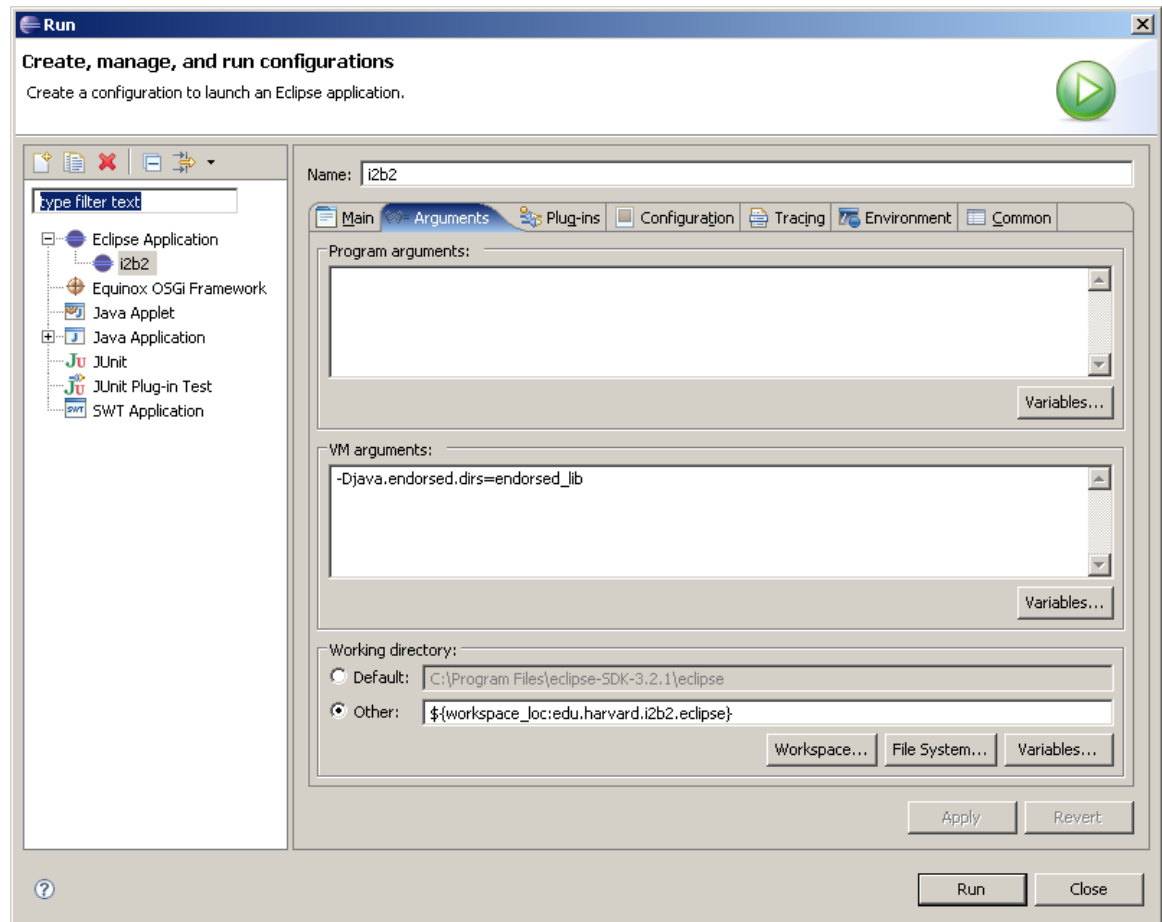 Run
Create, manage, and run configurations
Create a configuration to launch an Eclipse application.
type filter text
Eclipse Application
i2b2
Equinox OSGi Framework
Java Applet
Java Application
JUnit
JUnit Plug-in Test
SWT Application
Name: i2b2
Main Arguments Plug-ins Configuration Tracing Environment Common
Program arguments:
Variables...
VM arguments:
-Djava.endorsed.dirs=endorsed_lib
Variables...
Working directory:
Default: C:\Program Files\eclipse-SDK-3.2.1\eclipse
Other: ${workspace_loc:edu.harvard.i2b2.eclipse}
Workspace... File System... Variables...
Apply Revert
Run Close